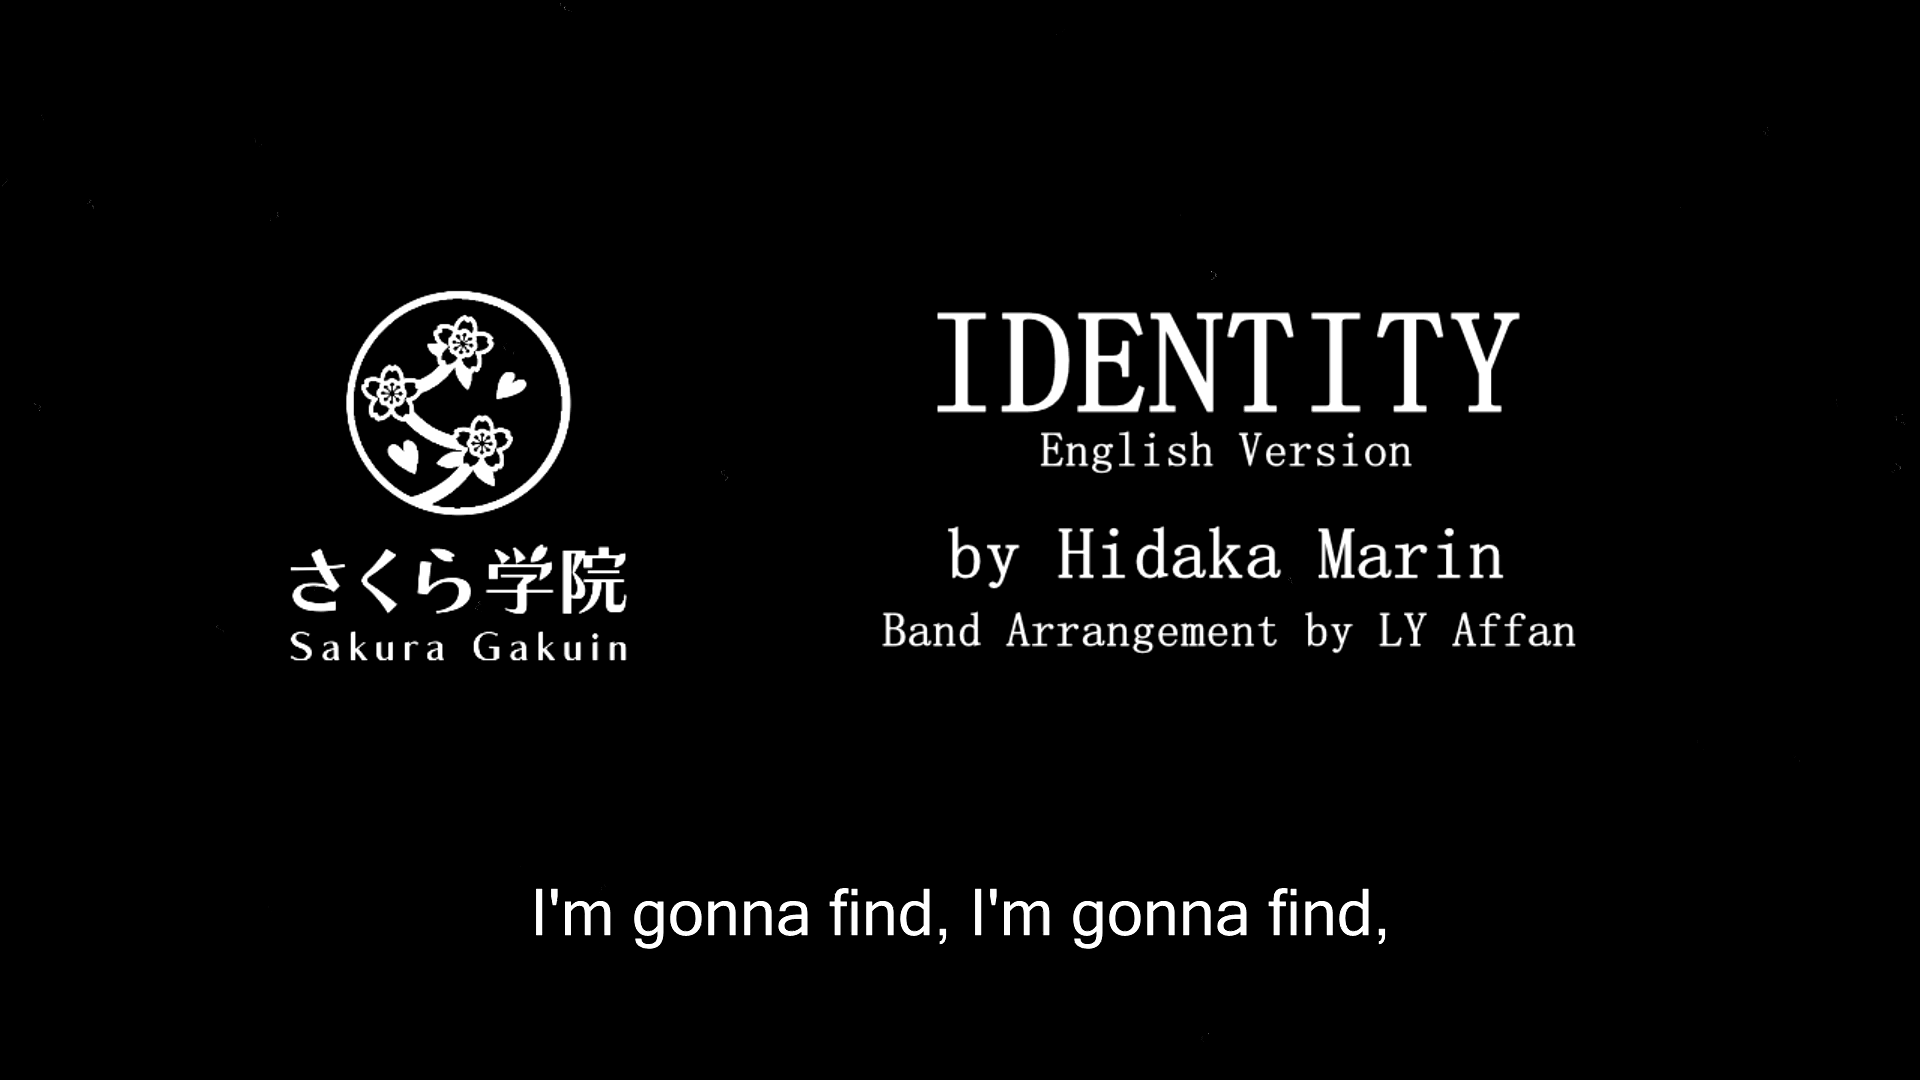 さくら学院
Sakura Gakuin
IDENTITY
English Version
by Hidaka Marin
Band Arrangement by LY Affan
I'm gonna find, I'm gonna find,